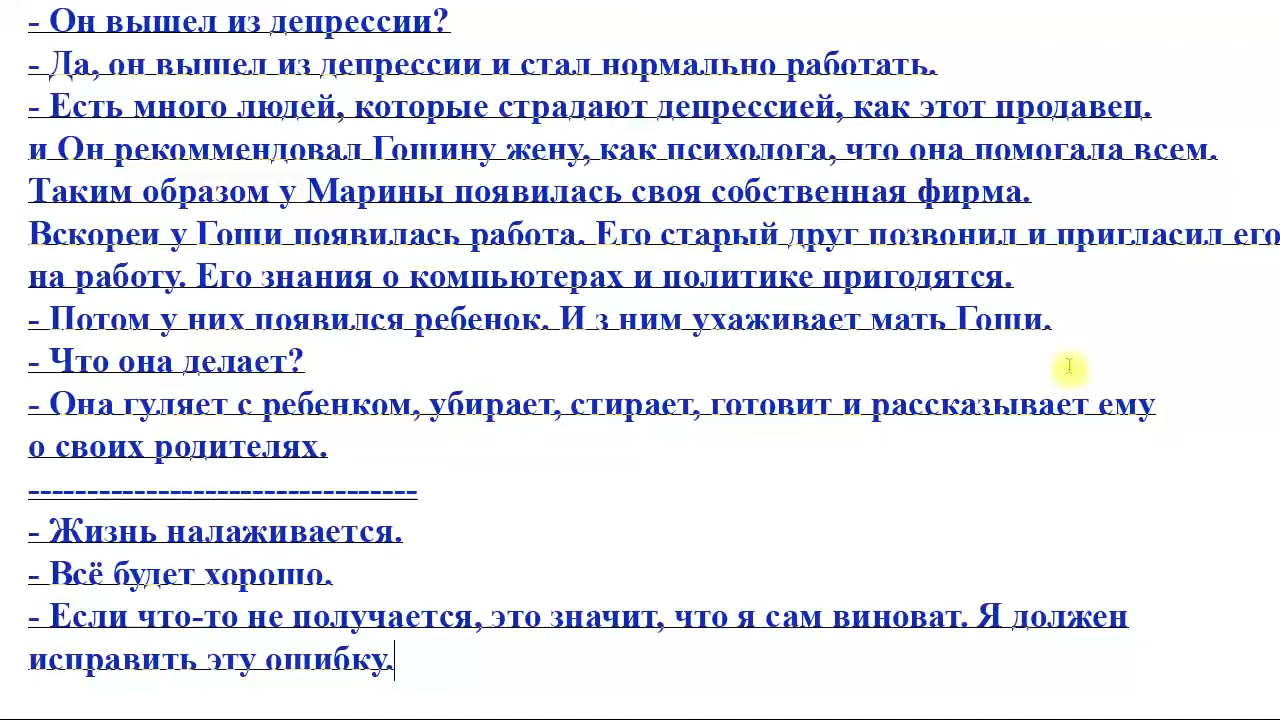 - Он вышел из депрессии?
- Да, он вышел из депрессии и стал нормально работать.
- Есть много людей, которые страдают депрессией, как этот продавец.
и Он рекоммендовал Гошину жену, как психолога, что она помогала всем.
Таким образом у Марины появилась своя собственная фирма.
Вскореи у Гоши появилась работа. Его старый друг позвонил и пригласил его
на работу. Его знания о компьютерах и политике пригодятся.
- Потом у них появился ребенок. И з ним ухаживает мать Гоши.
- Что она делает?
- Она гуляет с ребенком, убирает, стирает, готовит и рассказывает ему
о своих родителях.
---------------------------------
- Жизнь налаживается.
- Всё будет хорошо.
- Если что-то не получается, это значит, что я сам виноват. Я должен
исправить эту ошибку.